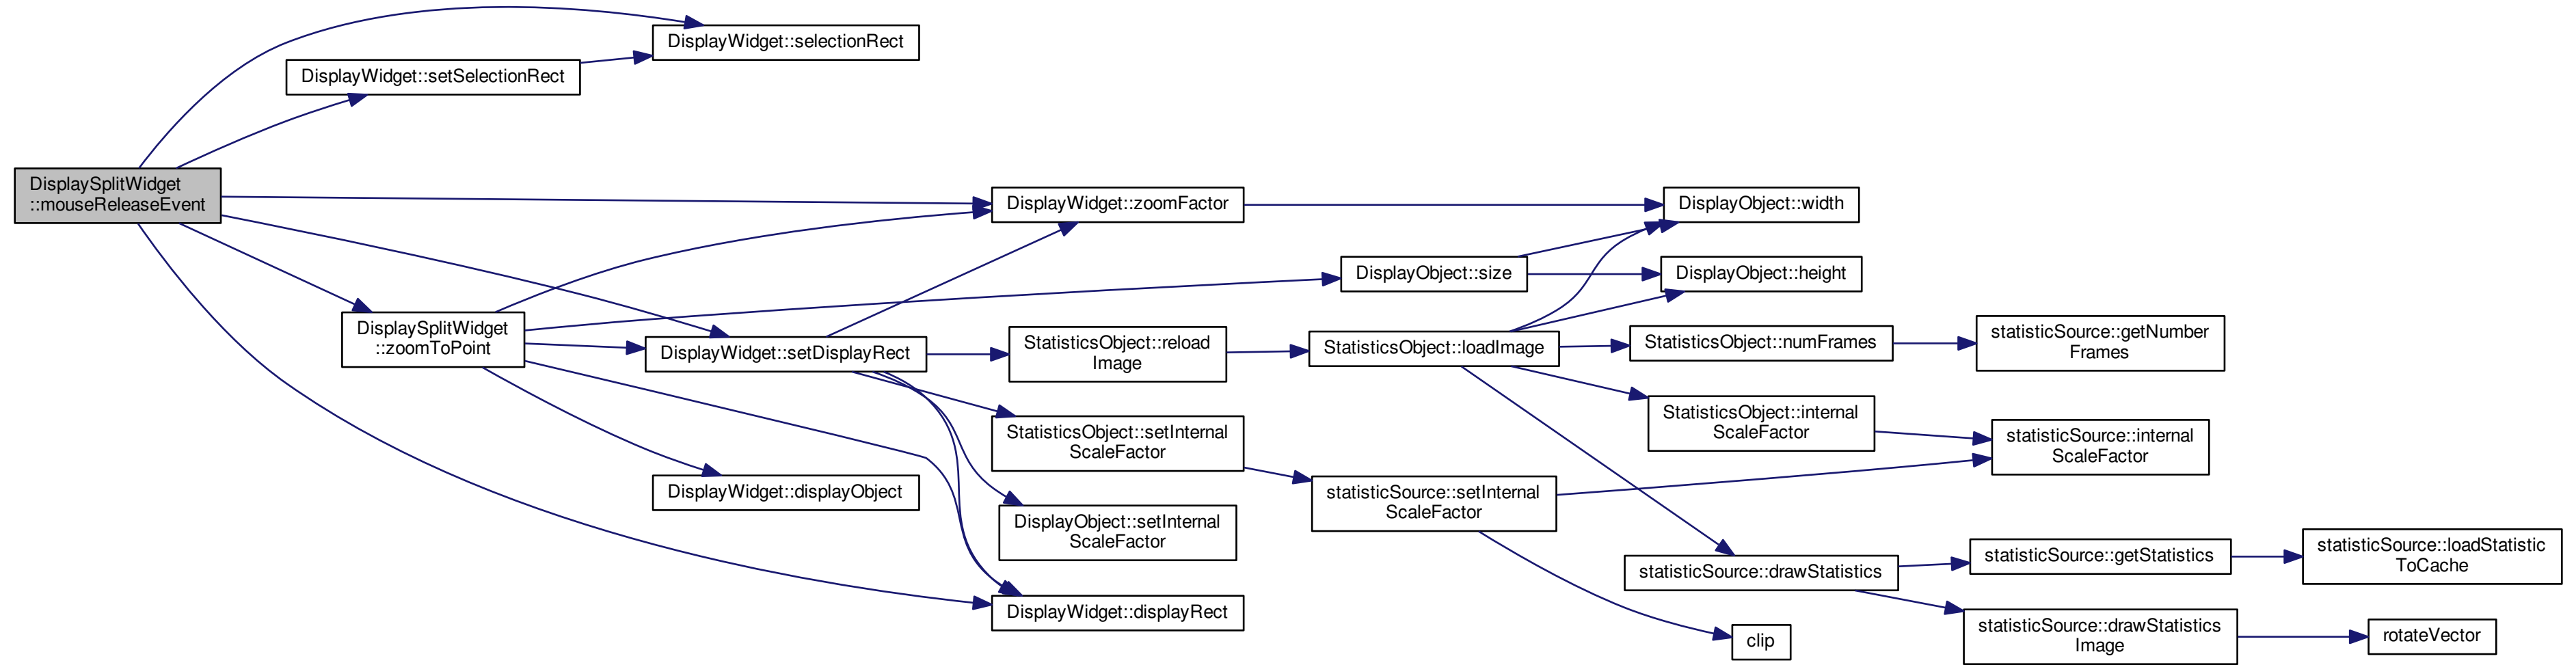 DisplaySplitWidget
::mouseReleaseEvent
DisplayWidget::selectionRect
DisplayWidget::setSelectionRect
DisplayWidget::zoomFactor
DisplayObject::width
DisplayObject::size
DisplayObject::height
DisplaySplitWidget
::zoomToPoint
DisplayWidget::setDisplayRect
StatisticsObject::reload
Image
StatisticsObject::loadImage
StatisticsObject::numFrames
statisticSource::getNumber
Frames
StatisticsObject::setInternal
ScaleFactor
StatisticsObject::internal
ScaleFactor
statisticSource::internal
ScaleFactor
DisplayWidget::displayObject
DisplayObject::setInternal
ScaleFactor
statisticSource::setInternal
ScaleFactor
statisticSource::drawStatistics
statisticSource::getStatistics
statisticSource::loadStatistic
ToCache
DisplayWidget::displayRect
clip
statisticSource::drawStatistics
Image
rotateVector